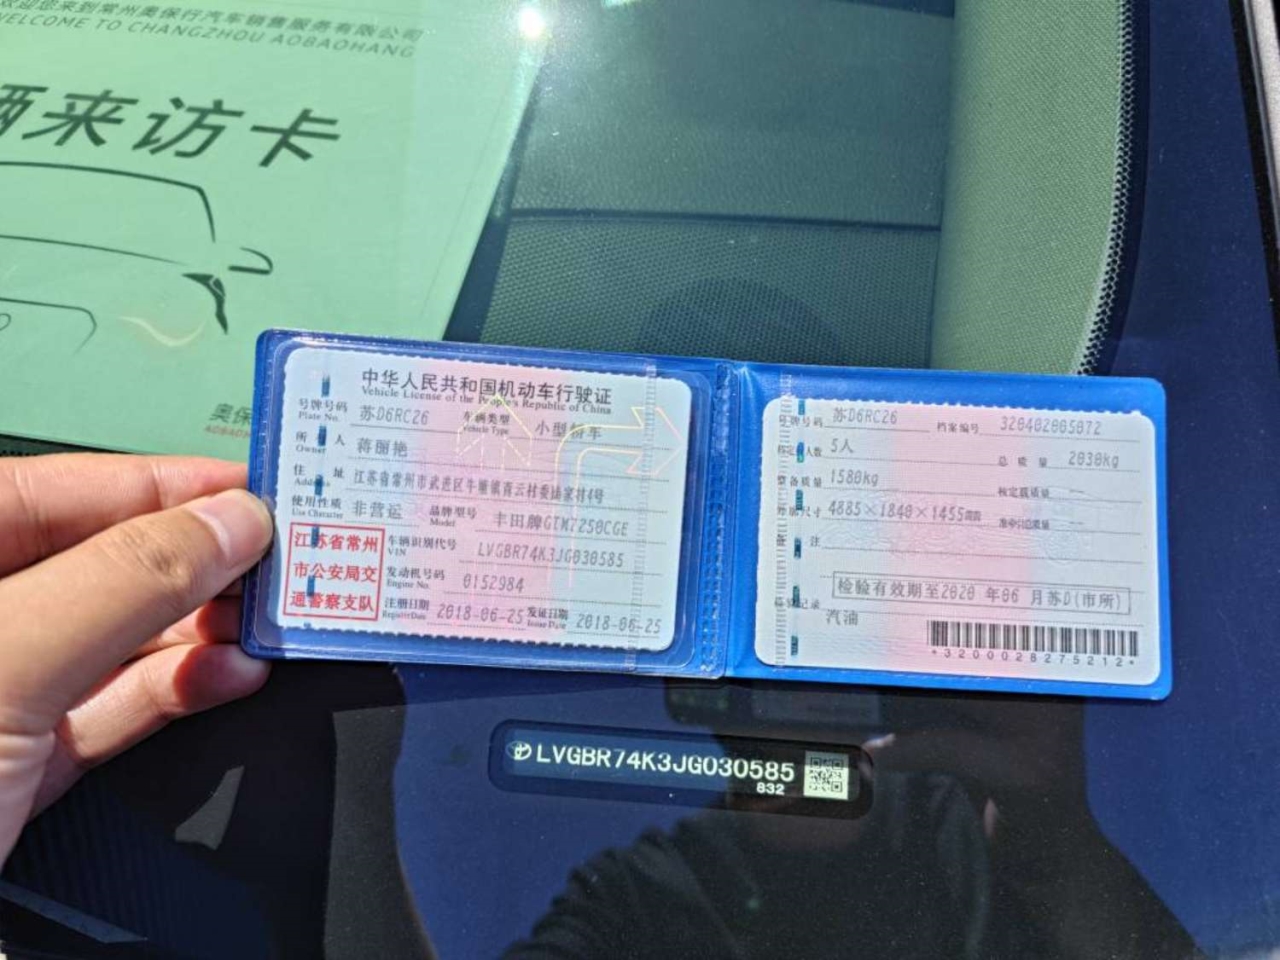 欢迎您来到常州奥保行汽车销售服务有限公司
WELCOME TO CHANGZHOU AOBAOHANG
辆来访卡
奥保
AOBAOH
中华人民共和国机动车行驶证
Vehicle License of the People's Republic of China
号牌号码 苏D6RC26 车辆类型 小型轿车
Plate No. Vehicle Type
所有人 蒋丽艳
Owner
住址 江苏省常州市武进区牛塘镇百云村委 4号
Address
使用性质 非营运 品牌型号 丰田牌GTM7250CGE
Use Character Model
江苏省常州
市公安局交
通警察支队
车辆识别代号 LVGBR74K3JG030585
VIN
发动机号码 0152984
Engine No.
注册日期 2018-06-25 发证日期 2018-06-25
Register Date Issue Date
号牌号码 苏D6RC26 档案编号 320402005072
核定人数 5人 总质量 2030kg
整备质量 1580kg 核定载质量 --
外廓尺寸 4885×1840×1455mm 准牵引总质量 --
备注
检验有效期至2020 年06 月苏D(市所)
检验记录
汽油
*3200028275212*
LVGBR74K3JG030585
832